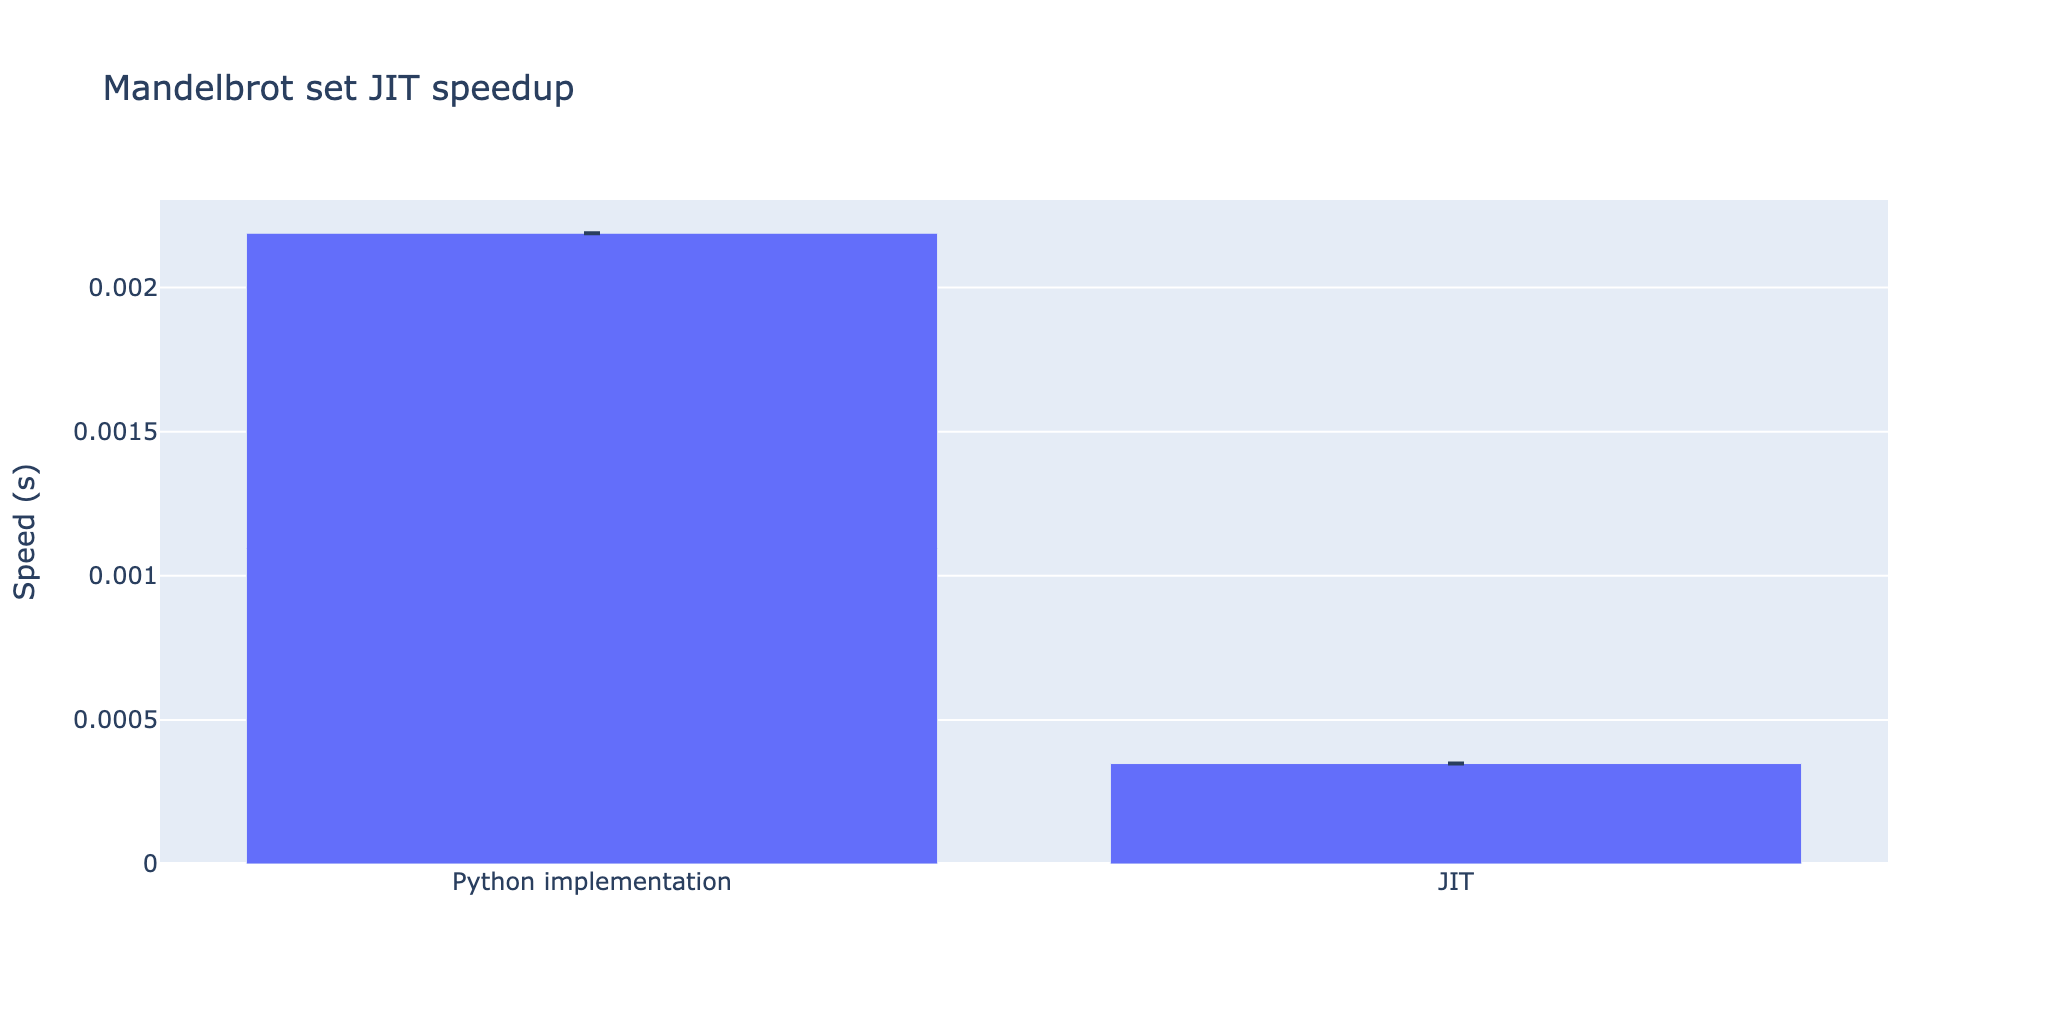 Mandelbrot set JIT speedup
Speed (s)
0.002
0.0015
0.001
0.0005
0
Python implementation
JIT